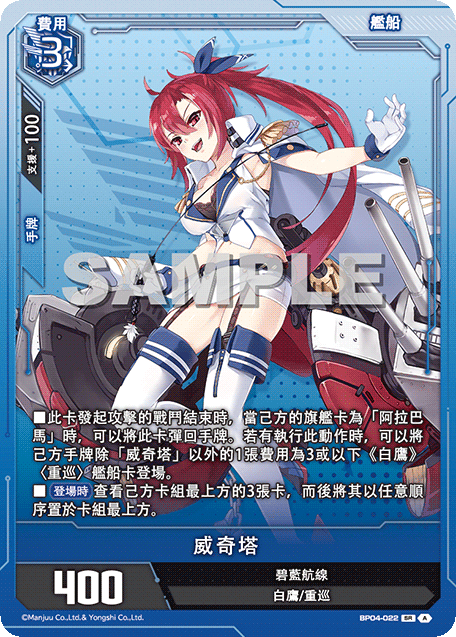 費用
3
艦船
支援+100
手牌
SAMPLE
■此卡發起攻擊的戰鬥結束時，當己方的旗艦卡為「阿拉巴
馬」時，可以將此卡彈回手牌。若有執行此動作時，可以將
己方手牌除「威奇塔」以外的1張費用為3或以下《白鷹》
〈重巡〉艦船卡登場。
■ 登場時 查看己方卡組最上方的3張卡，而後將其以任意順
序置於卡組最上方。
威奇塔
400
碧藍航線
白鷹/重巡
©Manjuu Co.,Ltd.& Yongshi Co.,Ltd.
BP04-022 SR A